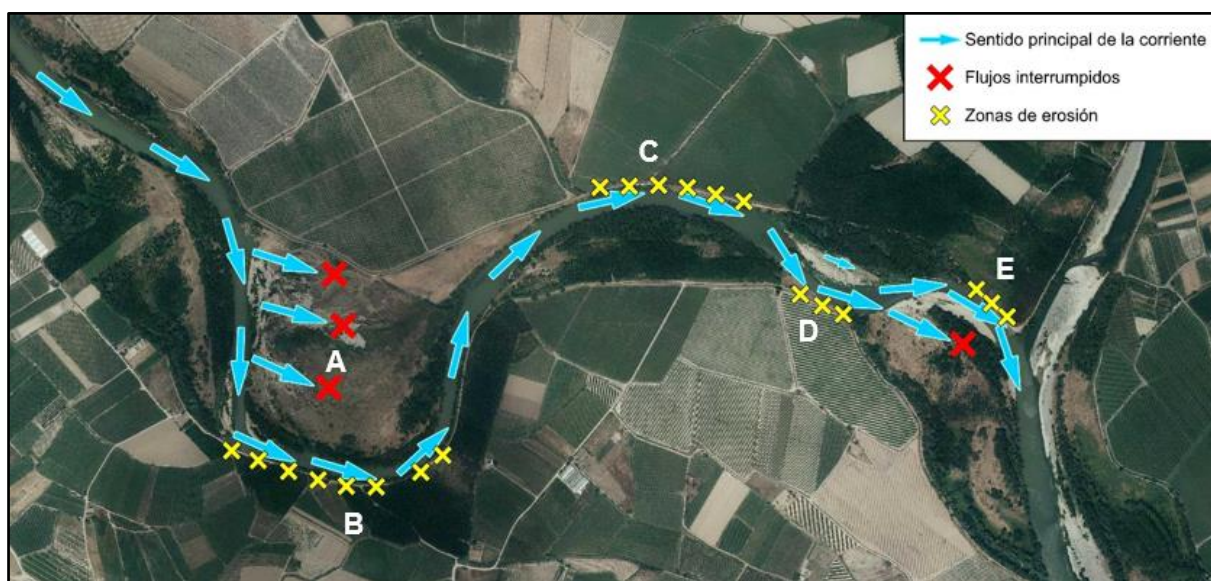 Sentido principal de la corriente
Flujos interrumpidos
Zonas de erosión
C
E
D
A
B